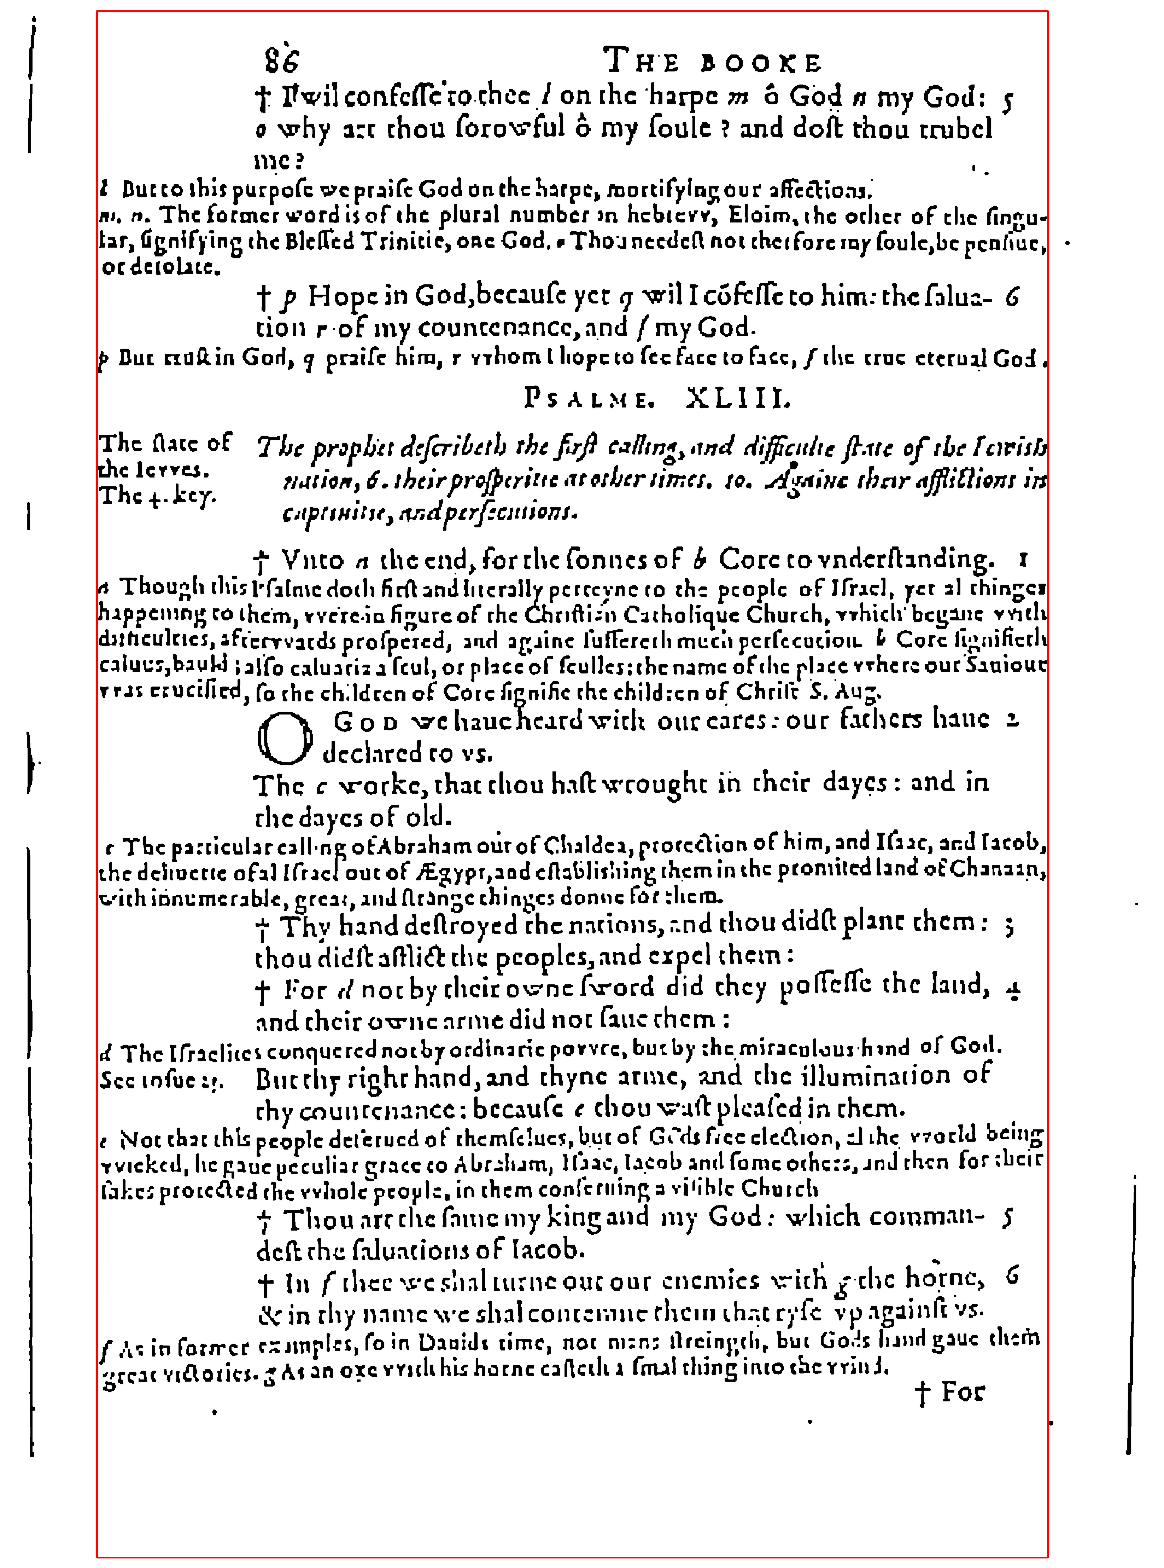 86 THE BOOKE
† I wil confesse to thee l on the harpe m ô God n my God: 5
o why art thou sorowful ô my soule? and dost thou trubel
me?
l But to this purpose we praise God on the harpe, mortifying our affections.
m. n. The former word is of the plural number in hebrevv, Eloim, the other of the singu-
lar, signifying the Blessed Trinitie, one God. o Thou needest not therfore my soule, be pensiue,
or desolate.
† p Hope in God, because yet q wil I cõfesse to him: the salua- 6
tion r of my countenance, and s my God.
p But trust in God, q praise him, r vvhom I hope to see face to face, s the true eternal God.
PSALME. XLIII.
The state of
the Ievves.
The 4. key.
The prophet describeth the first calling, and difficulte state of the Iewish
nation, 6. their prosperitie at other times. 10. Againe their afflictions in
captiuitie, and persecutions.
† Vnto a the end, for the sonnes of b Core to vnderstanding. 1
a Though this Psalme doth first and literally perteyne to the people of Israel, yet al thinges
happening to them, vvere in figure of the Christian Catholique Church, vvhich begane vvith
difficulties, aftervvards prospered, and againe suffereth much persecution. b Core signifieth
caluus, bauld; also caluaria a scul, or place of sculles: the name of the place vvhere our Sauiour
vvas crucified, so the children of Core signifie the children of Christ S. Aug.
O GOD we haue heard with our eares: our fathers haue 2
declared to vs.
The c worke, that thou hast wrought in their dayes: and in
the dayes of old.
c The particular calling of Abraham out of Chaldea, protection of him, and Isaac, and Iacob,
the deliuerie of al Israel out of Ægypt, and establishing them in the promised land of Chanaan,
with innumerable, great, and strange thinges donne for them.
† Thy hand destroyed the nations, and thou didst plant them: 3
thou didst afflict the peoples, and expel them:
† For d not by their owne sword did they possesse the land, 4
and their owne arme did not saue them:
d The Israelites conquered not by ordinarie povvre, but by the miraculous hand of God.
See Iosue
But thy right hand, and thyne arme, and the illumination of
thy countenance: because e thou wast pleased in them.
e Not that this people deserued of themselues, but of Gods free election, al the vvorld being
vvicked, he gaue peculiar grace to Abraham, Isaac, Iacob and some others, and then for their
sakes protected the vvhole people, in them conseruing a visible Church
† Thou art the same my king and my God: which comman- 5
dest the saluations of Iacob.
† In f thee we shal turne out our enemies with g the horne, 6
& in thy name we shal contemne them that ryse vp against vs.
f As in former examples, so in Dauids time, not mens streingth, but Gods hand gaue them
great victories. g As an oxe vvith his horne casteth a smal thing into the vvind.
† For